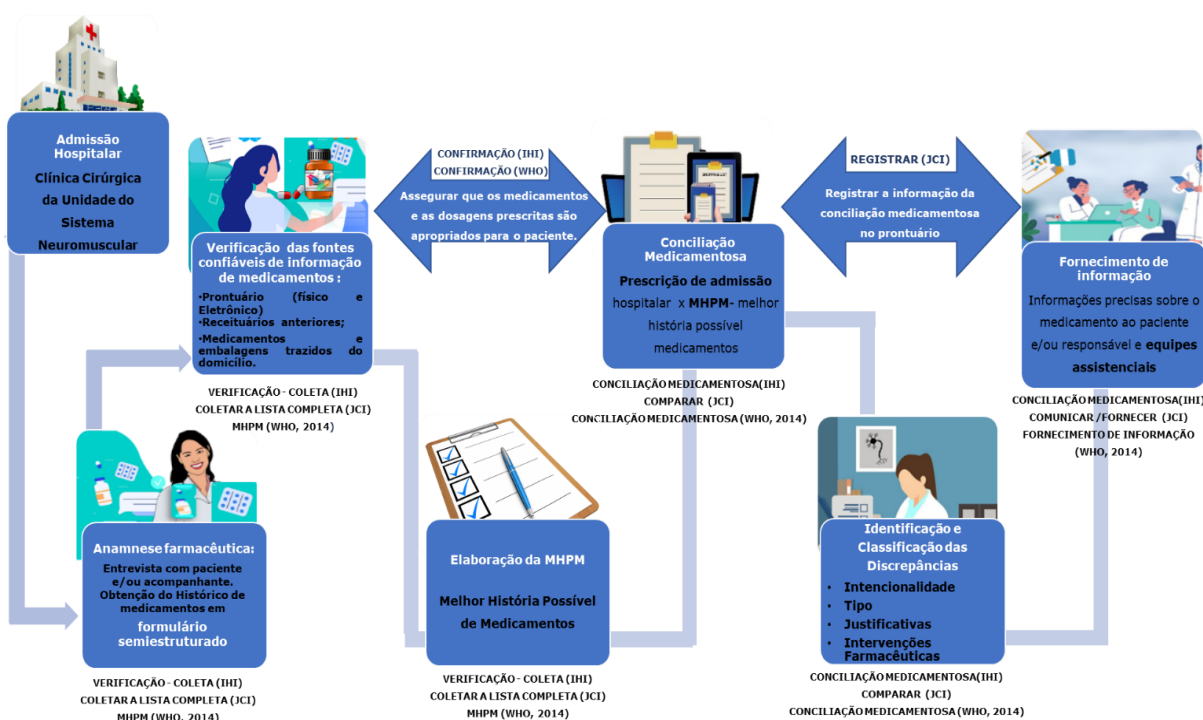 Admissão
Hospitalar
Clínica Cirúrgica
da Unidade do
Sistema
Neuromuscular
Verificação das fontes
confiáveis de informação
de medicamentos :
•Prontuário (físico e
Eletrônico)
•Receituários anteriores;
•Medicamentos e
embalagens trazidos do
domicílio.
VERIFICAÇÃO - COLETA (IHI)
COLETAR A LISTA COMPLETA (JCI)
MHPM (WHO, 2014)
CONFIRMAÇÃO (IHI)
CONFIRMAÇÃO (WHO)
Assegurar que os medicamentos
e as dosagens prescritas são
apropriados para o paciente.
Conciliação
Medicamentosa
Prescrição de admissão
hospitalar x MHPM- melhor
história possível
medicamentos
CONCILIAÇÃO MEDICAMENTOSA(IHI)
COMPARAR (JCI)
CONCILIAÇÃO MEDICAMENTOSA (WHO, 2014)
REGISTRAR (JCI)
Registrar a informação da
conciliação medicamentosa
no prontuário
Fornecimento de
informação
Informações precisas sobre o
medicamento ao paciente
e/ou responsável e equipes
assistenciais
CONCILIAÇÃO MEDICAMENTOSA(IHI)
COMUNICAR /FORNECER (JCI)
FORNECIMENTO DE INFORMAÇÃO
(WHO, 2014)
Anamnese farmacêutica:
Entrevista com paciente
e/ou acompanhante.
Obtenção do Histórico de
medicamentos em
formulário
semiestruturado
VERIFICAÇÃO - COLETA (IHI)
COLETAR A LISTA COMPLETA (JCI)
MHPM (WHO, 2014)
Elaboração da MHPM
Melhor História Possível
de Medicamentos
VERIFICAÇÃO - COLETA (IHI)
COLETAR A LISTA COMPLETA (JCI)
MHPM (WHO, 2014)
Identificação e
Classificação das
Discrepâncias
• Intencionalidade
• Tipo
• Justificativas
• Intervenções
Farmacêuticas
CONCILIAÇÃO MEDICAMENTOSA(IHI)
COMPARAR (JCI)
CONCILIAÇÃO MEDICAMENTOSA (WHO, 2014)